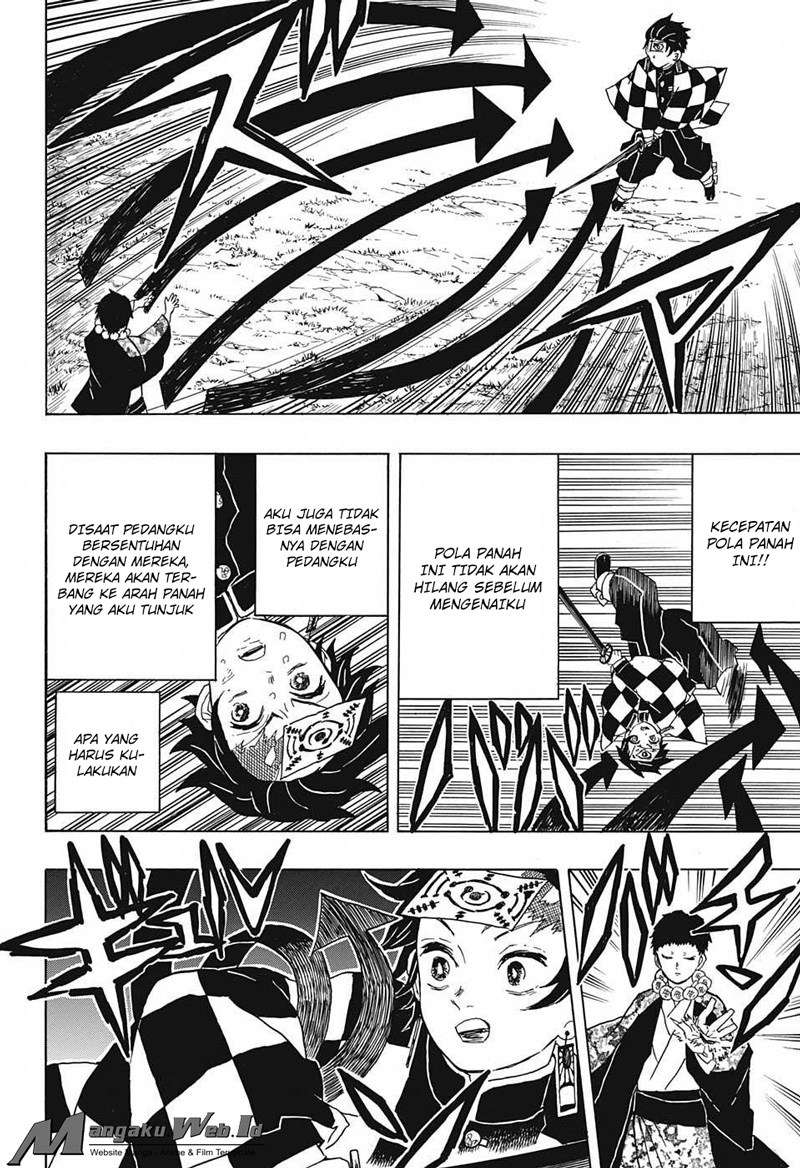 KECEPATAN
POLA PANAH
INI!!
POLA PANAH
INI TIDAK AKAN
HILANG SEBELUM
MENGENAIKU
AKU JUGA TIDAK
BISA MENEBAS-
NYA DENGAN
PEDANGKU
DISAAT PEDANGKU
BERSENTUHAN
DENGAN MEREKA,
MEREKA AKAN TER-
BANG KE ARAH PANAH
YANG AKU TUNJUK
APA YANG
HARUS KU-
LAKUKAN
Mangaku Web.Id